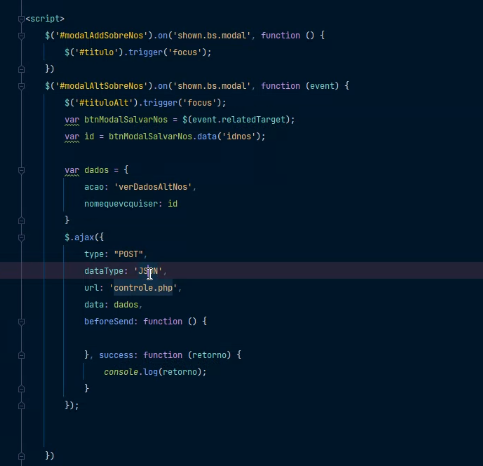 <script>
$('#modalAddSobreNos').on('shown.bs.modal', function () {
$('#titulo').trigger('focus');
})
$('#modalAltSobreNos').on('shown.bs.modal', function (event) {
$('#tituloAlt').trigger('focus');
var btnModalSalvarNos = $(event.relatedTarget);
var id = btnModalSalvarNos.data('idnos');
var dados = {
acao: 'verDadosAltNos',
nomequevcquiser: id
}
$.ajax({
type: "POST",
dataType: 'JSON',
url: 'controle.php',
data: dados,
beforeSend: function () {
}, success: function (retorno) {
console.log(retorno);
}
});
})